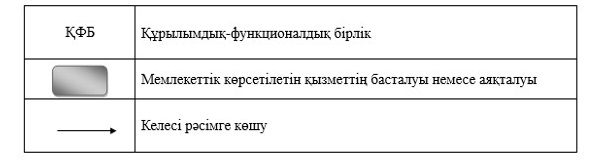 ҚФБ Құрылымдық-функционалдық бірлік
Мемлекеттік көрсетілетін қызметтің басталуы немесе аяқталуы
Келесі рәсімге көшу